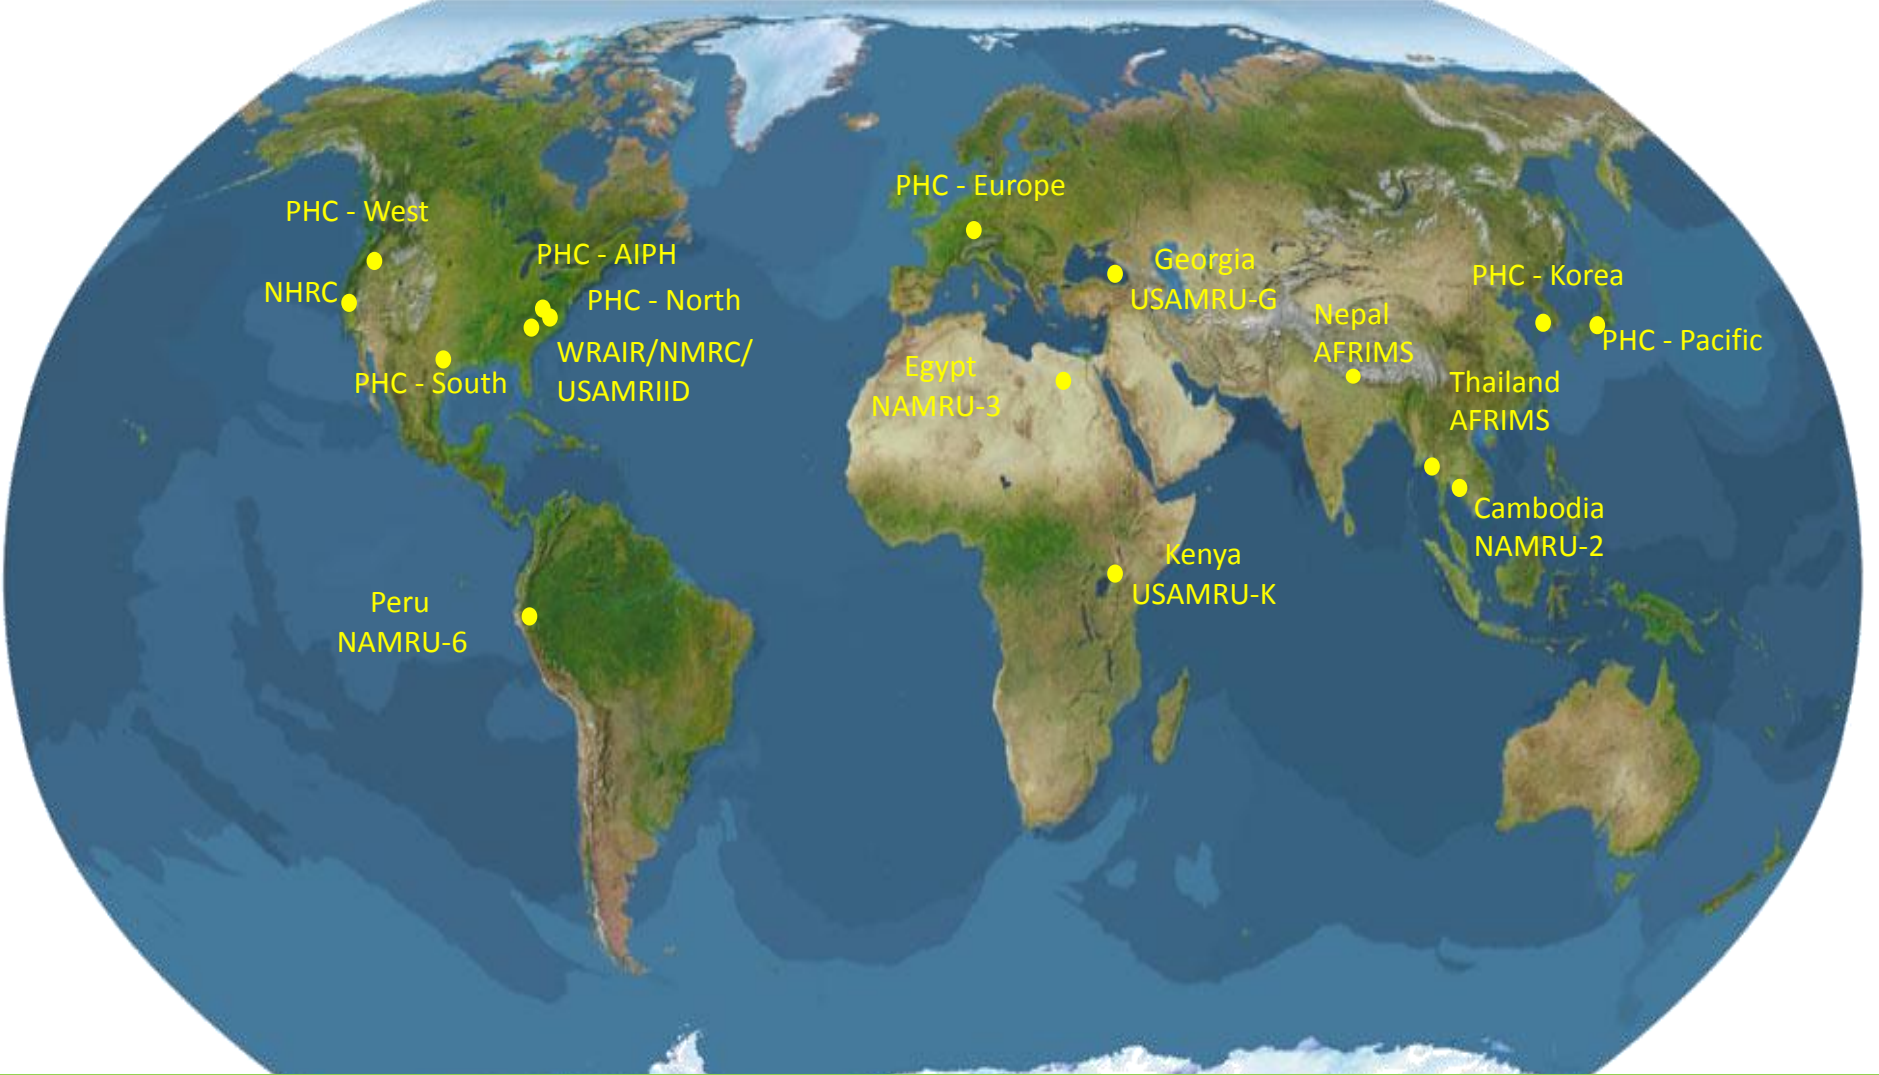 PHC - Europe
PHC - West
PHC - AIPH
Georgia
USAMRU-G
PHC - Korea
NHRC
PHC - North
Nepal
AFRIMS
PHC - Pacific
WRAIR/NMRC/
USAMRIID
Egypt
NAMRU-3
PHC - South
Thailand
AFRIMS
Cambodia
NAMRU-2
Kenya
USAMRU-K
Peru
NAMRU-6